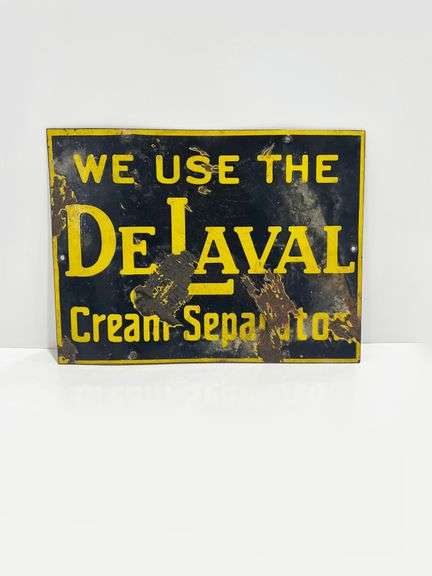 WE USE THE
DELAVAL
Cream Separator